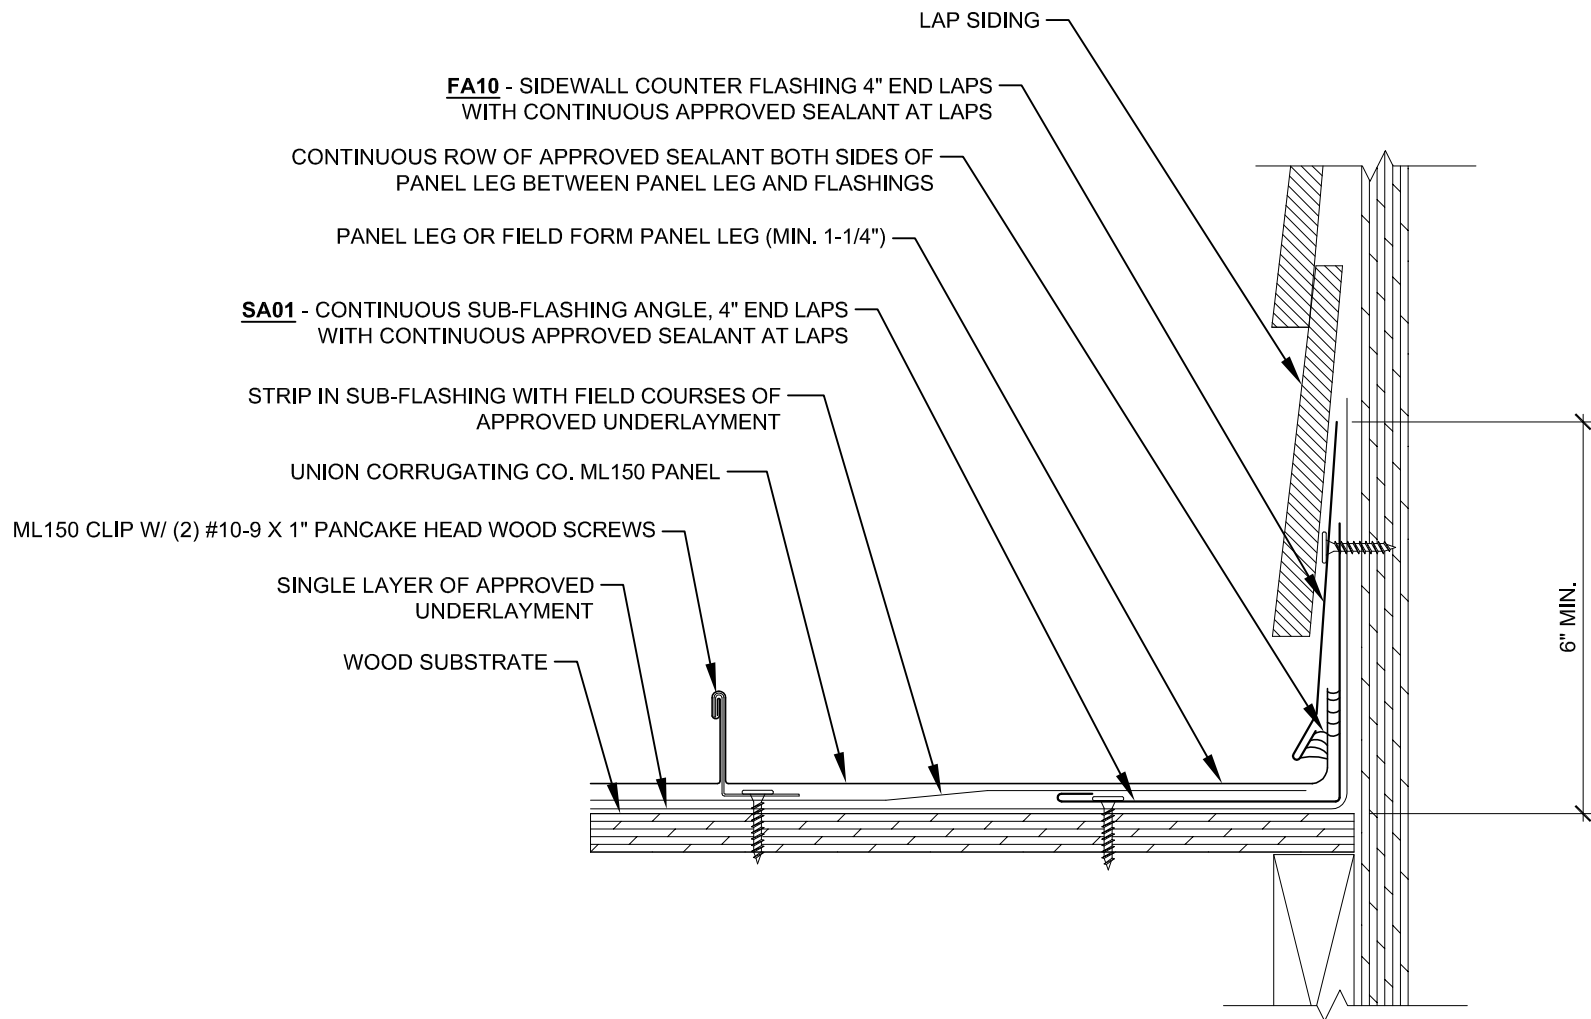 LAP SIDING
FA10 - SIDEWALL COUNTER FLASHING 4" END LAPS
WITH CONTINUOUS APPROVED SEALANT AT LAPS
CONTINUOUS ROW OF APPROVED SEALANT BOTH SIDES OF
PANEL LEG BETWEEN PANEL LEG AND FLASHINGS
PANEL LEG OR FIELD FORM PANEL LEG (MIN. 1-1/4")
SA01 - CONTINUOUS SUB-FLASHING ANGLE, 4" END LAPS
WITH CONTINUOUS APPROVED SEALANT AT LAPS
STRIP IN SUB-FLASHING WITH FIELD COURSES OF
APPROVED UNDERLAYMENT
UNION CORRUGATING CO. ML150 PANEL
ML150 CLIP W/ (2) #10-9 X 1" PANCAKE HEAD WOOD SCREWS
SINGLE LAYER OF APPROVED
UNDERLAYMENT
WOOD SUBSTRATE
6" MIN.